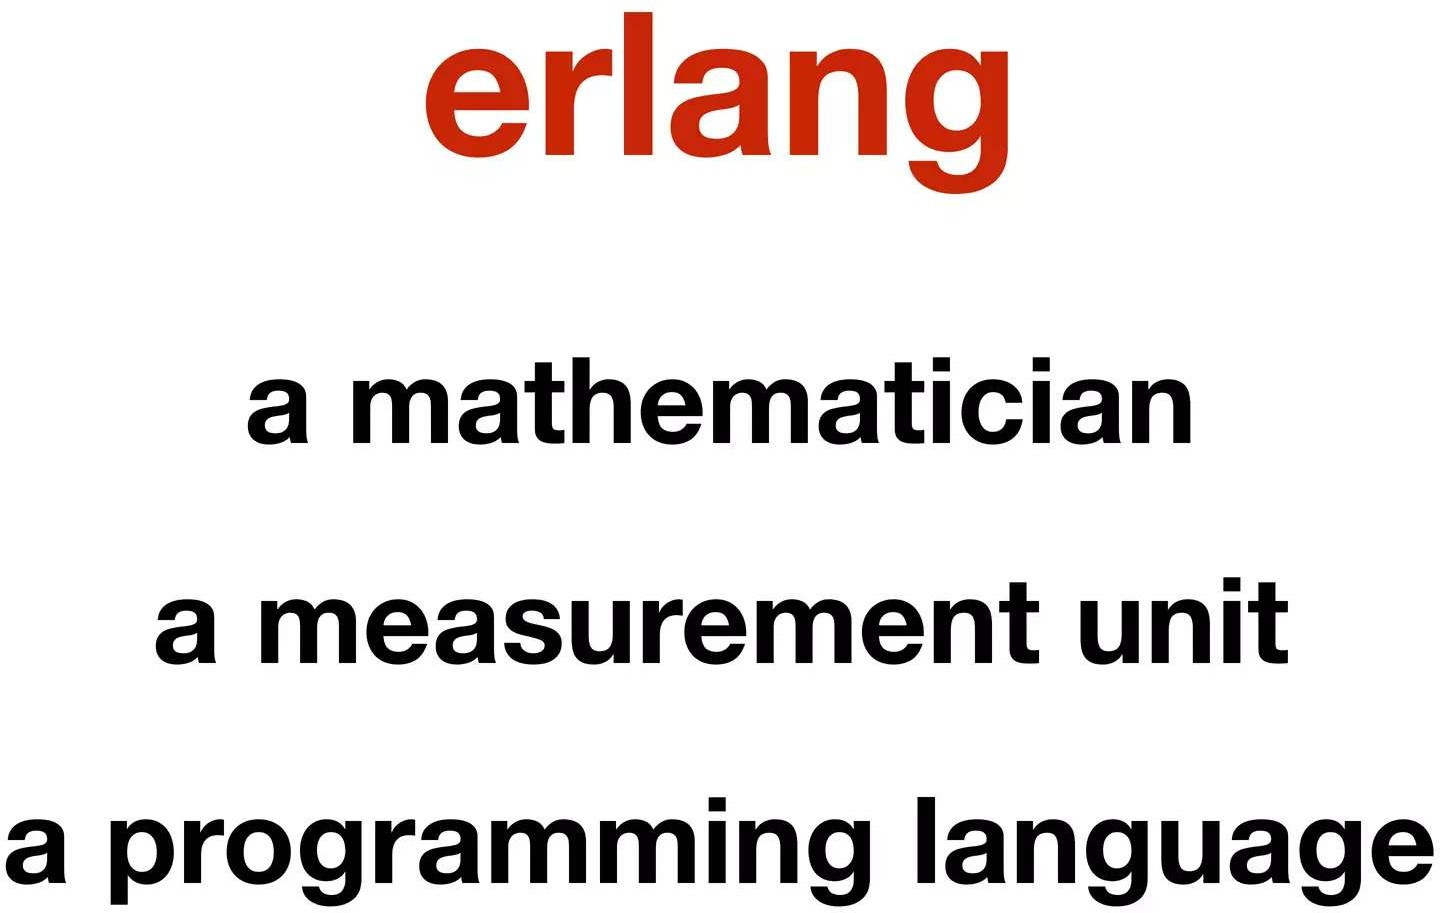 erlang
a mathematician
a measurement unit
a programming language